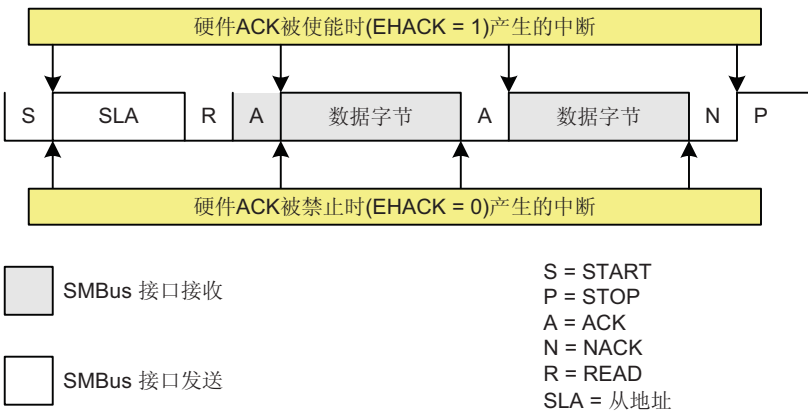 硬件ACK被使能时(EHACK = 1)产生的中断
S SLA R A 数据字节 A 数据字节 N P
硬件ACK被禁止时(EHACK = 0)产生的中断
SMBus 接口接收
SMBus 接口发送
S = START
P = STOP
A = ACK
N = NACK
R = READ
SLA = 从地址